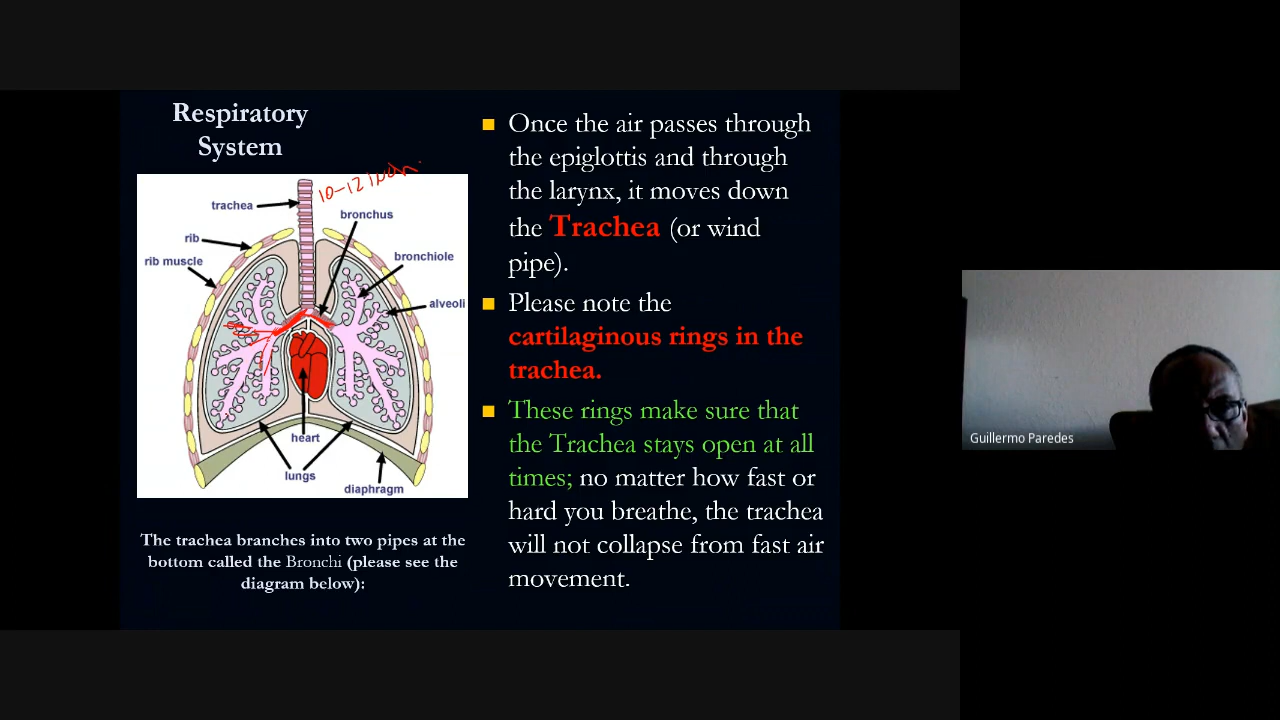 Respiratory
System
10-12 inch.
trachea
bronchus
rib
rib muscle
bronchiole
alveoli
heart
lungs
diaphragm
The trachea branches into two pipes at the
bottom called the Bronchi (please see the
diagram below):
■ Once the air passes through
the epiglottis and through
the larynx, it moves down
the Trachea (or wind
pipe).
■ Please note the
cartilaginous rings in the
trachea.
■ These rings make sure that
the Trachea stays open at all
times; no matter how fast or
hard you breathe, the trachea
will not collapse from fast air
movement.
Guillermo Paredes